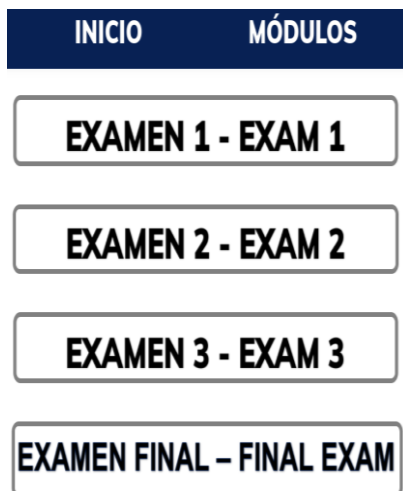 INICIO MÓDULOS
EXAMEN 1 - EXAM 1
EXAMEN 2 - EXAM 2
EXAMEN 3 - EXAM 3
EXAMEN FINAL – FINAL EXAM